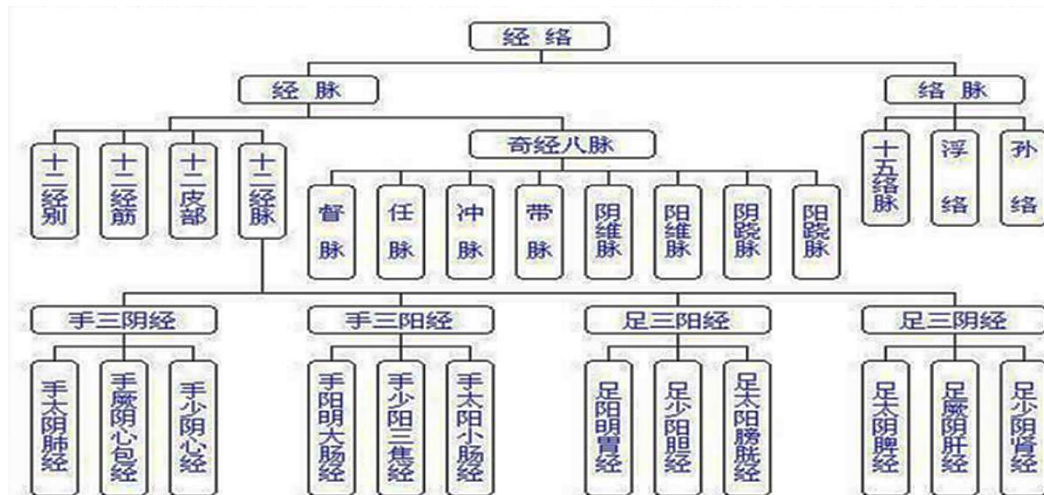 经络
经脉
络脉
十二经别
十二经筋
十二皮部
十二经脉
奇经八脉
十五络脉
浮络
孙络
督脉
任脉
冲脉
带脉
阴维脉
阳维脉
阴跷脉
阳跷脉
手三阴经
手三阳经
足三阳经
足三阴经
手太阴肺经
手厥阴心包经
手少阴心经
手阳明大肠经
手少阳三焦经
手太阳小肠经
足阳明胃经
足少阳胆经
足太阳膀胱经
足太阴脾经
足厥阴肝经
足少阴肾经